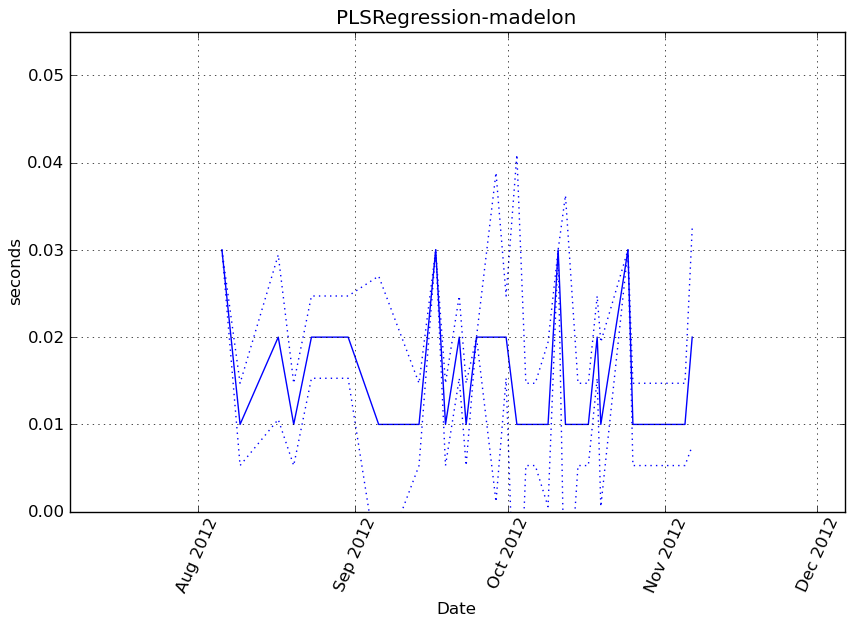 PLSRegression-madelon
0.05
0.04
0.03
0.02
0.01
0.00
seconds
Aug 2012
Sep 2012
Oct 2012
Nov 2012
Dec 2012
Date